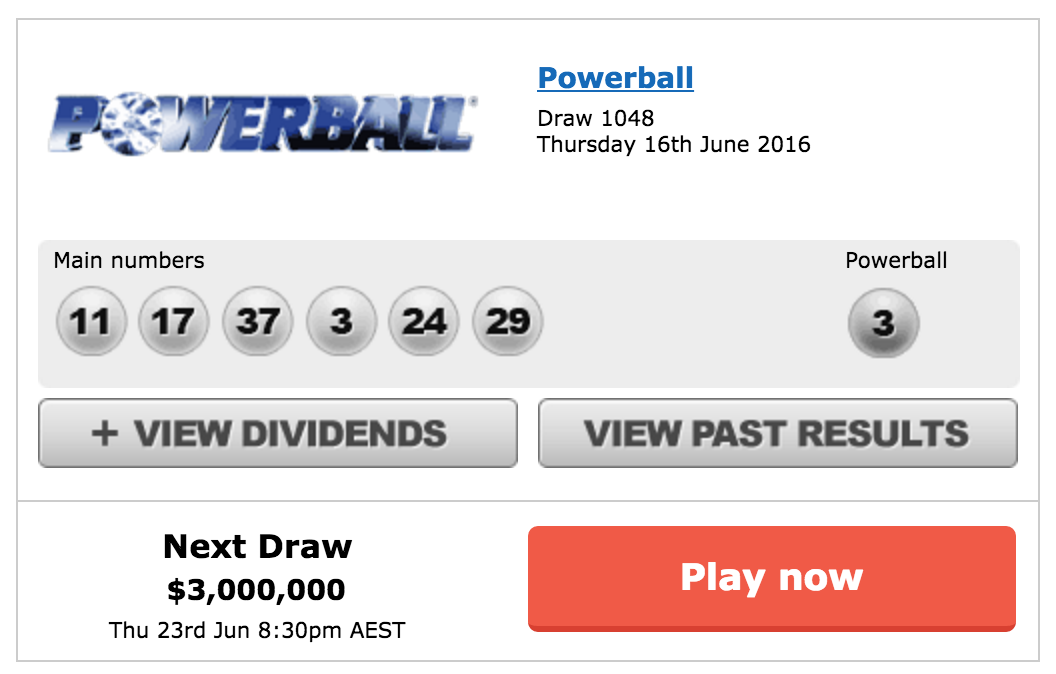 POWERBALL®
Powerball
Draw 1048
Thursday 16th June 2016
Main numbers
Powerball
11 17 37 3 24 29
3
+ VIEW DIVIDENDS
VIEW PAST RESULTS
Next Draw
$3,000,000
Thu 23rd Jun 8:30pm AEST
Play now